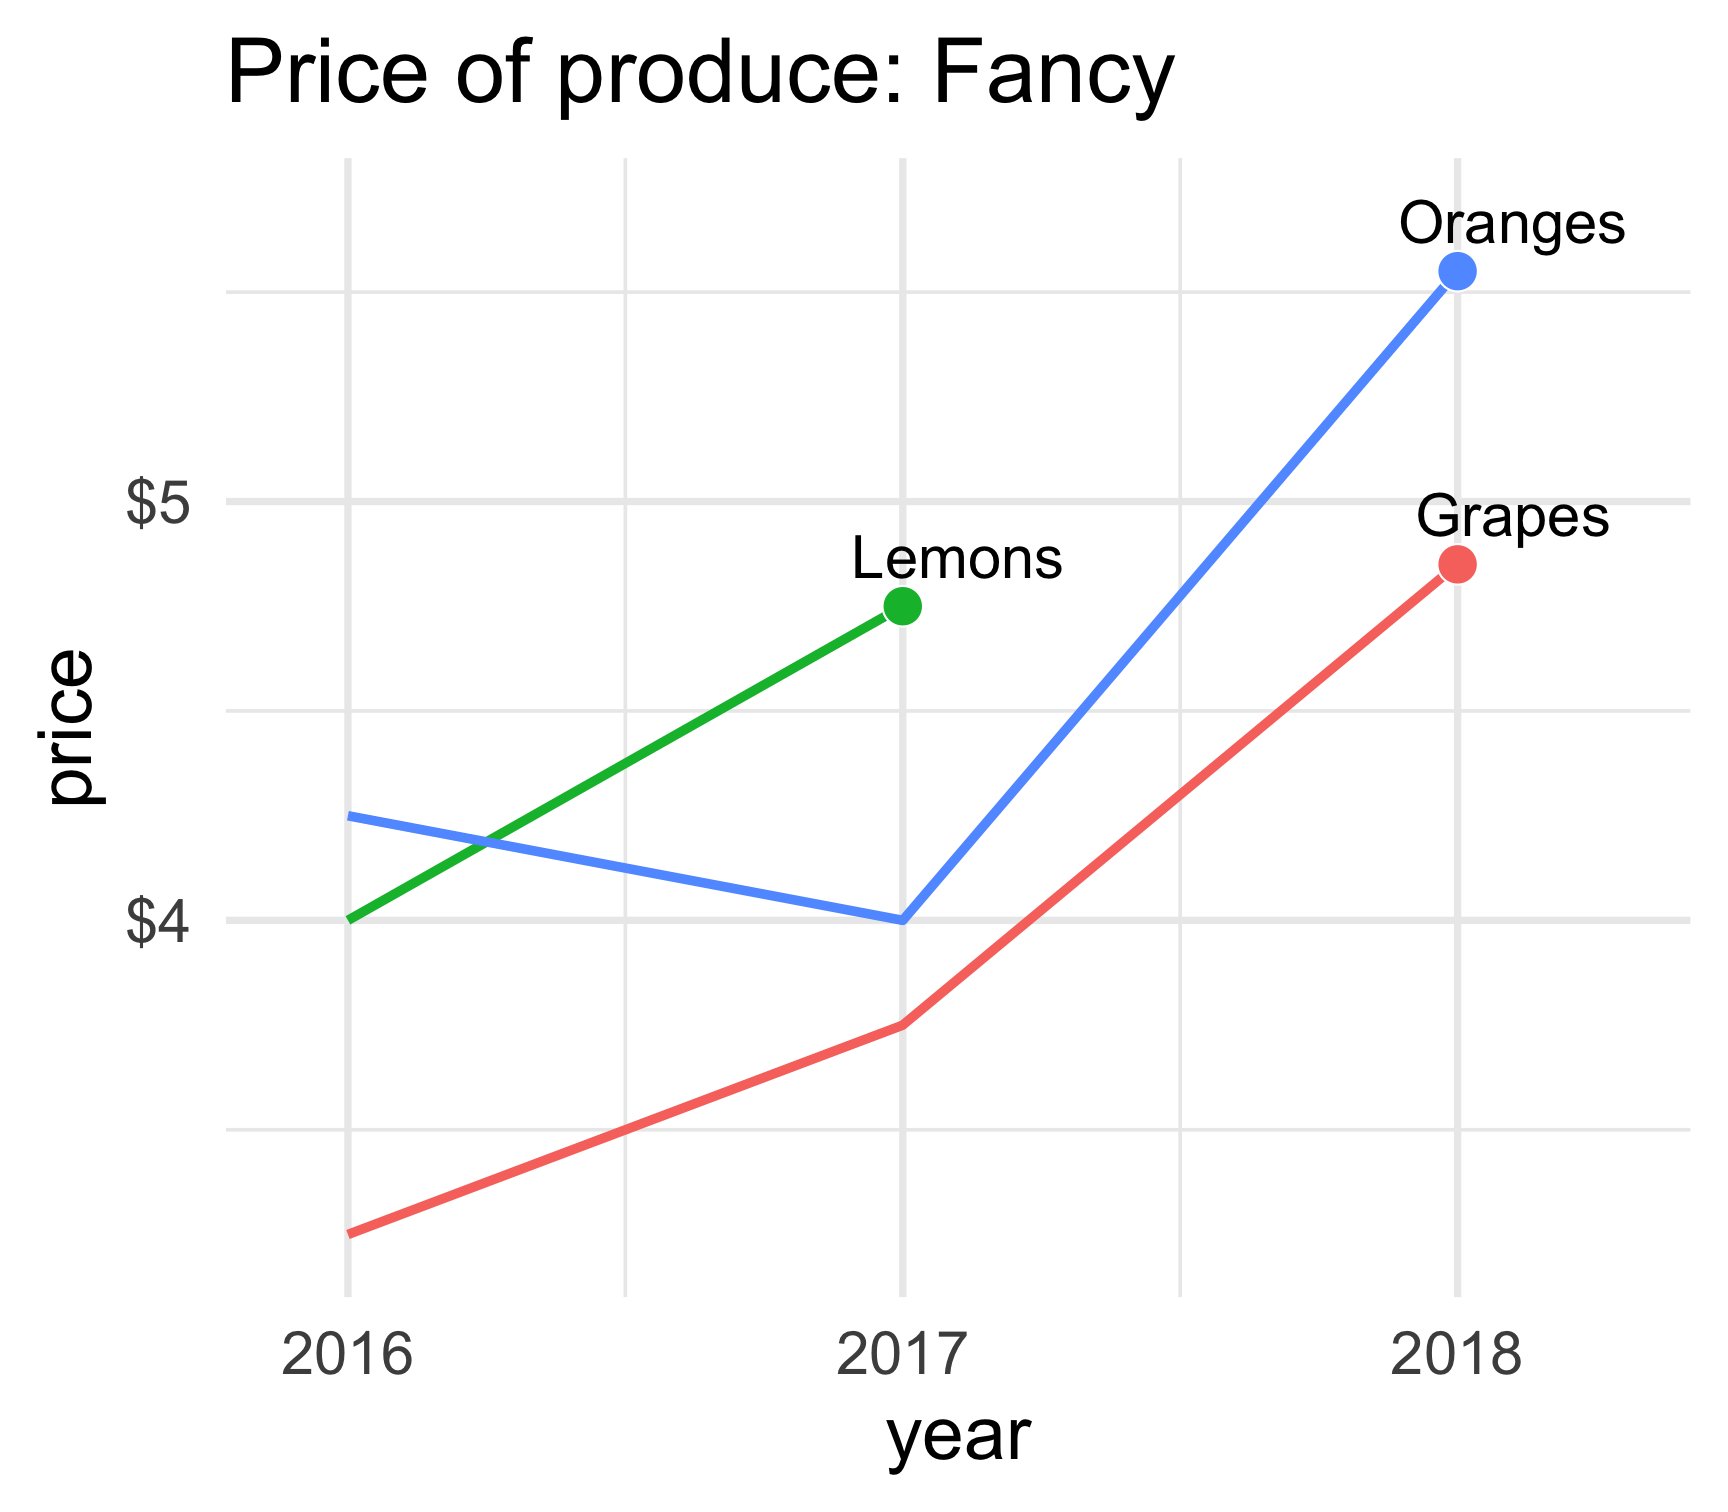 Price of produce: Fancy
Oranges
$5
Grapes
Lemons
price
$4
2016 2017 2018
year